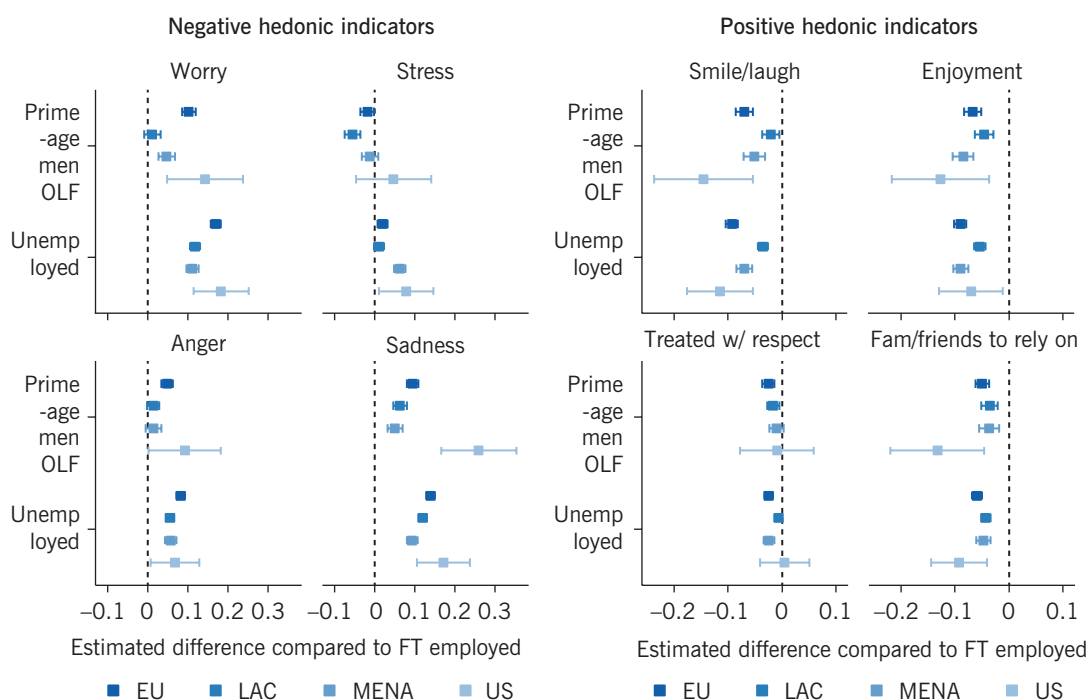 Negative hedonic indicators
Positive hedonic indicators
Worry
Stress
Smile/laugh
Enjoyment
Prime
-age
men
OLF
Unemp
loyed
Anger
Sadness
Treated w/ respect
Fam/friends to rely on
Prime
-age
men
OLF
Unemp
loyed
Prime
-age
men
OLF
Unemp
loyed
Prime
-age
men
OLF
Unemp
loyed
−0.1 0 0.1 0.2 0.3
−0.1 0 0.1 0.2 0.3
−0.2 −0.1 0 0.1
−0.2 −0.1 0 0.1
Estimated difference compared to FT employed
Estimated difference compared to FT employed
EU LAC MENA US
EU LAC MENA US